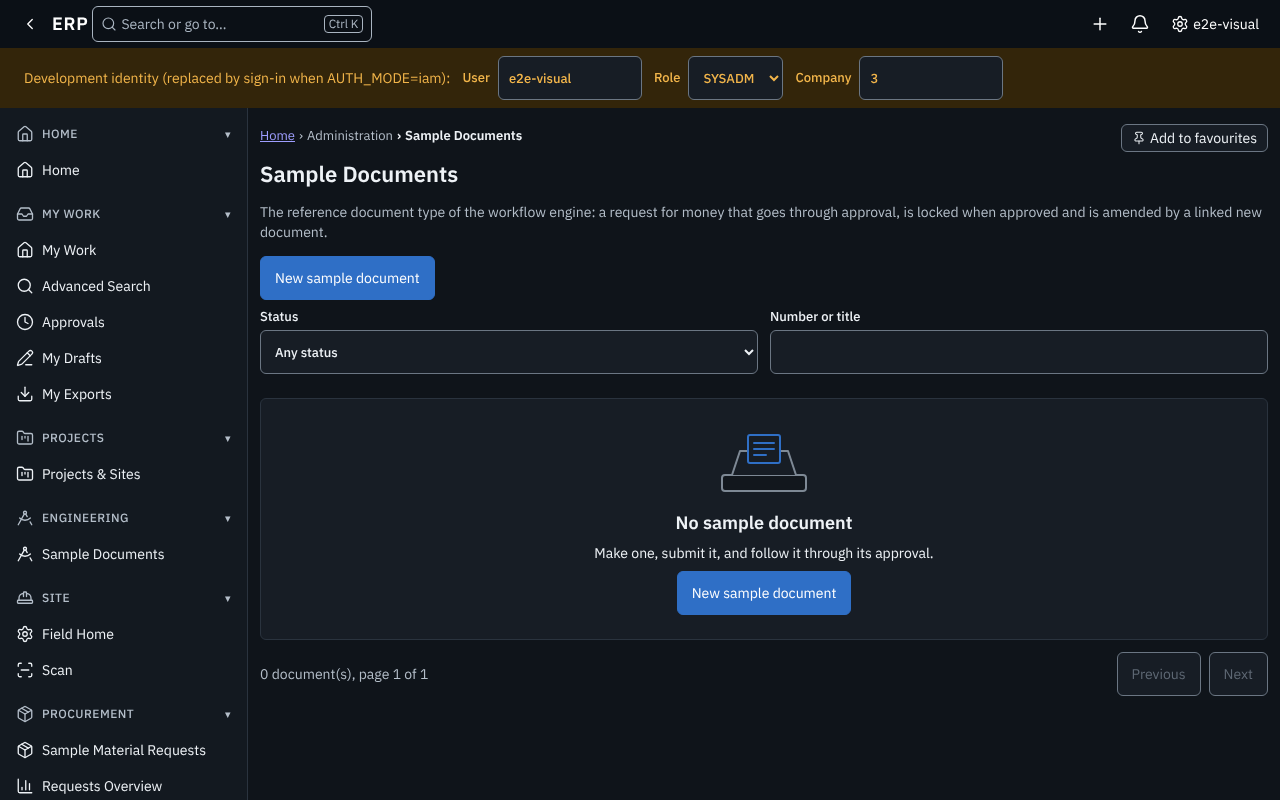 ERP
Search or go to...
Ctrl K
e2e-visual
Development identity (replaced by sign-in when AUTH_MODE=iam):
User
e2e-visual
Role
SYSADM
Company
3
HOME
Home
MY WORK
My Work
Advanced Search
Approvals
My Drafts
My Exports
PROJECTS
Projects & Sites
ENGINEERING
Sample Documents
SITE
Field Home
Scan
PROCUREMENT
Sample Material Requests
Requests Overview
Home › Administration › Sample Documents
Add to favourites
Sample Documents
The reference document type of the workflow engine: a request for money that goes through approval, is locked when approved and is amended by a linked new
document.
New sample document
Status
Any status
Number or title
No sample document
Make one, submit it, and follow it through its approval.
New sample document
0 document(s), page 1 of 1
Previous
Next